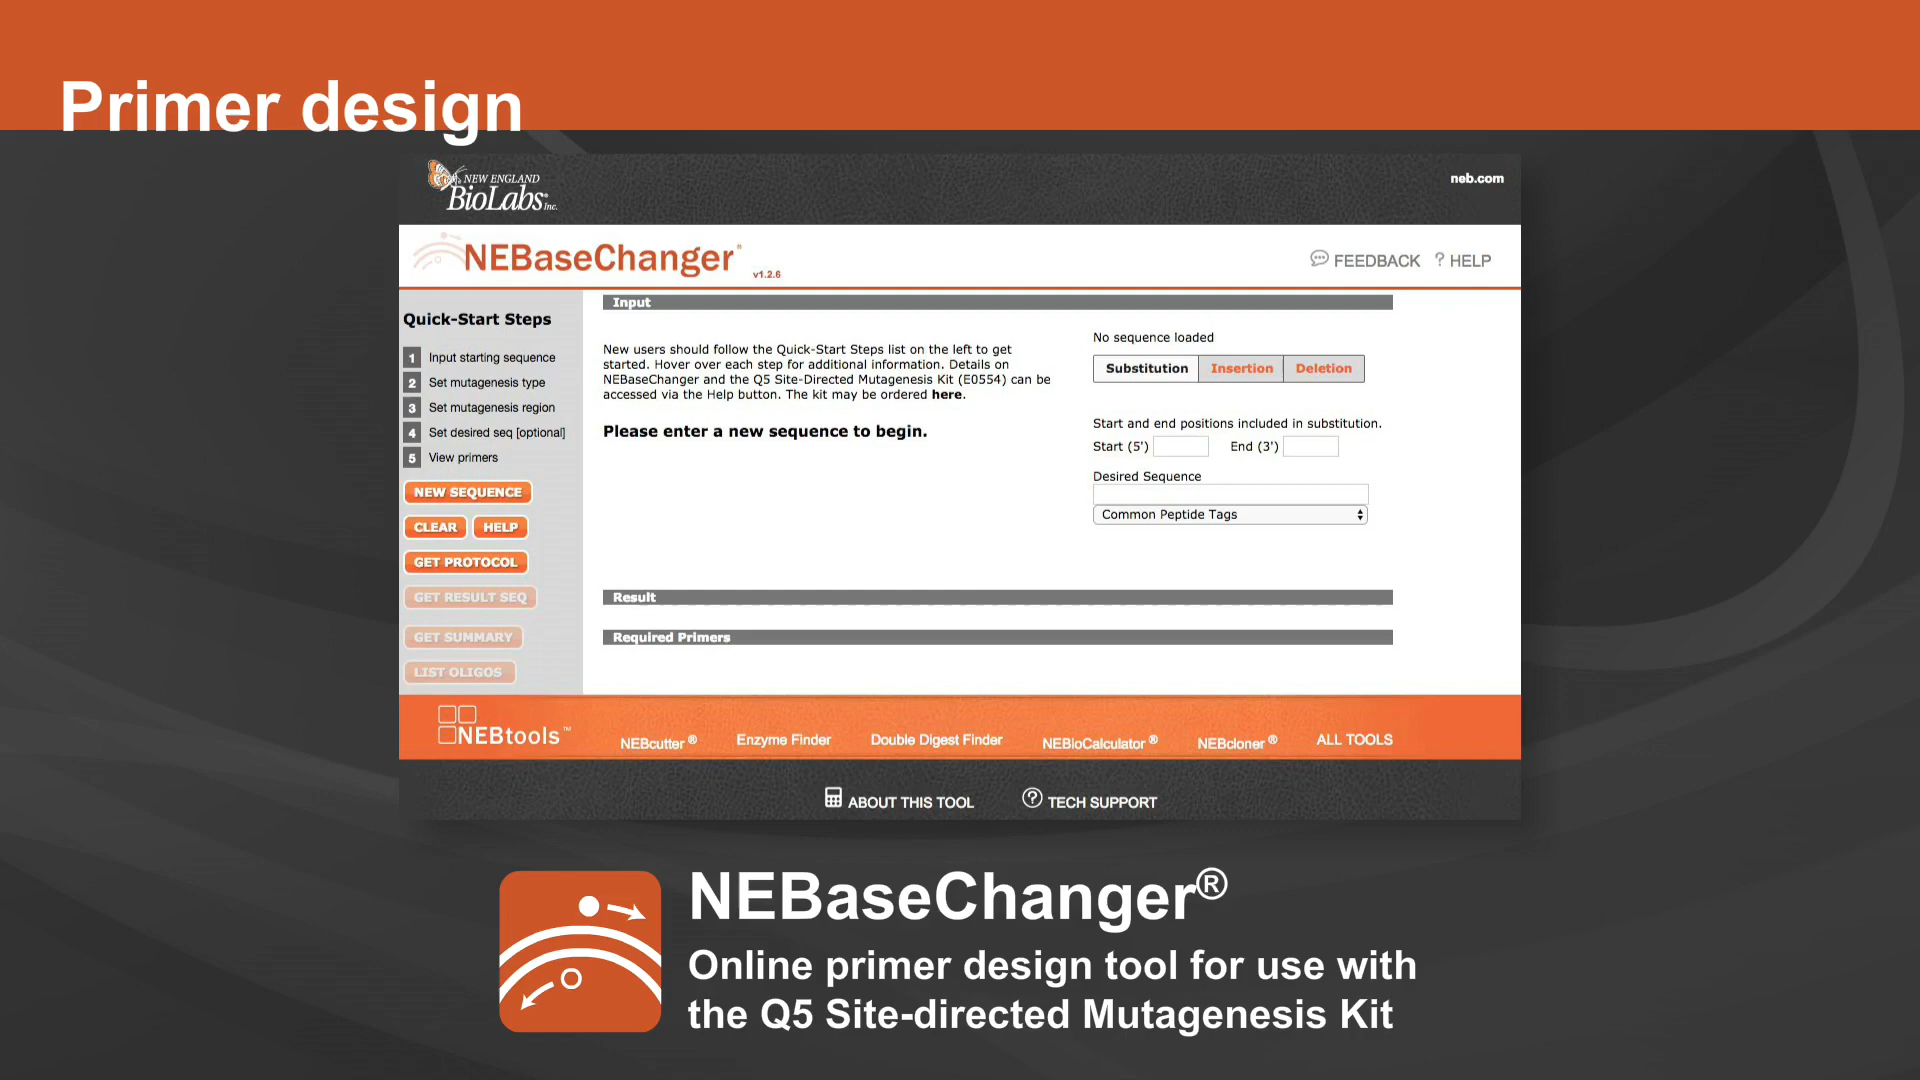 Primer design
NEW ENGLAND
BioLabs® Inc.
neb.com
NEBaseChanger®
v1.2.6
FEEDBACK
? HELP
Quick-Start Steps
1 Input starting sequence
2 Set mutagenesis type
3 Set mutagenesis region
4 Set desired seq [optional]
5 View primers
NEW SEQUENCE
CLEAR
HELP
GET PROTOCOL
GET RESULT SEQ
GET SUMMARY
LIST OLIGOS
Input
New users should follow the Quick-Start Steps list on the left to get
started. Hover over each step for additional information. Details on
NEBaseChanger and the Q5 Site-Directed Mutagenesis Kit (E0554) can be
accessed via the Help button. The kit may be ordered here.
Please enter a new sequence to begin.
No sequence loaded
Substitution Insertion Deletion
Start and end positions included in substitution.
Start (5') End (3')
Desired Sequence
Common Peptide Tags
Result
Required Primers
NEBtools™
NEBcutter®
Enzyme Finder
Double Digest Finder
NEBioCalculator®
NEBcloner®
ALL TOOLS
ABOUT THIS TOOL
? TECH SUPPORT
NEBaseChanger®
Online primer design tool for use with
the Q5 Site-directed Mutagenesis Kit